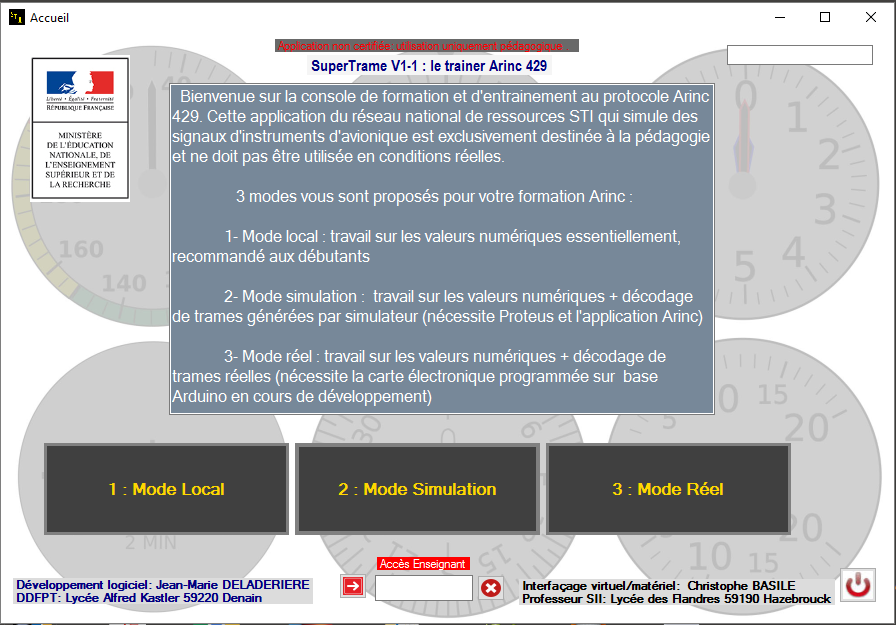 Accueil
Application non certifiée: utilisation uniquement pédagogique...
SuperTrame V1-1 : le trainer Arinc 429
Liberté • Égalité • Fraternité
RÉPUBLIQUE FRANÇAISE
MINISTÈRE
DE L'ÉDUCATION
NATIONALE, DE
L'ENSEIGNEMENT
SUPÉRIEUR ET DE
LA RECHERCHE
Bienvenue sur la console de formation et d'entrainement au protocole Arinc
429. Cette application du réseau national de ressources STI qui simule des
signaux d'instruments d'avionique est exclusivement destinée à la pédagogie
et ne doit pas être utilisée en conditions réelles.
3 modes vous sont proposés pour votre formation Arinc :
1- Mode local : travail sur les valeurs numériques essentiellement,
recommandé aux débutants
2- Mode simulation : travail sur les valeurs numériques + décodage
de trames générées par simulateur (nécessite Proteus et l'application Arinc)
3- Mode réel : travail sur les valeurs numériques + décodage de
trames réelles (nécessite la carte électronique programmée sur base
Arduino en cours de développement)
40
160
140
0
1
2
3
4
5
30
0
6
15
0
5
15
20
20
15
10
2 MIN
1 : Mode Local
2 : Mode Simulation
3 : Mode Réel
Accès Enseignant
Développement logiciel: Jean-Marie DELADERIERE
DDFPT: Lycée Alfred Kastler 59220 Denain
Interfaçage virtuel/matériel: Christophe BASILE
Professeur SII: Lycée des Flandres 59190 Hazebrouck